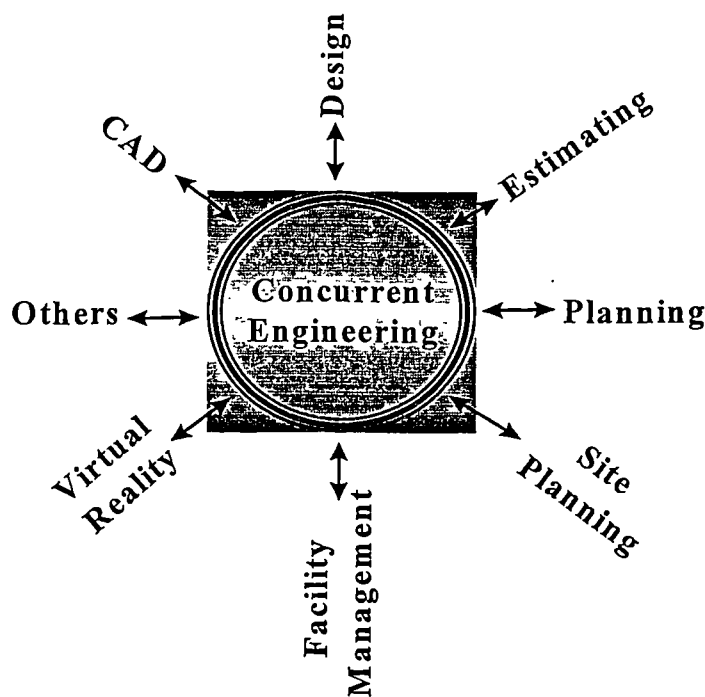 Design
CAD
Estimating
Concurrent
Engineering
Others
Planning
Virtual
Reality
Site
Planning
Facility
Management